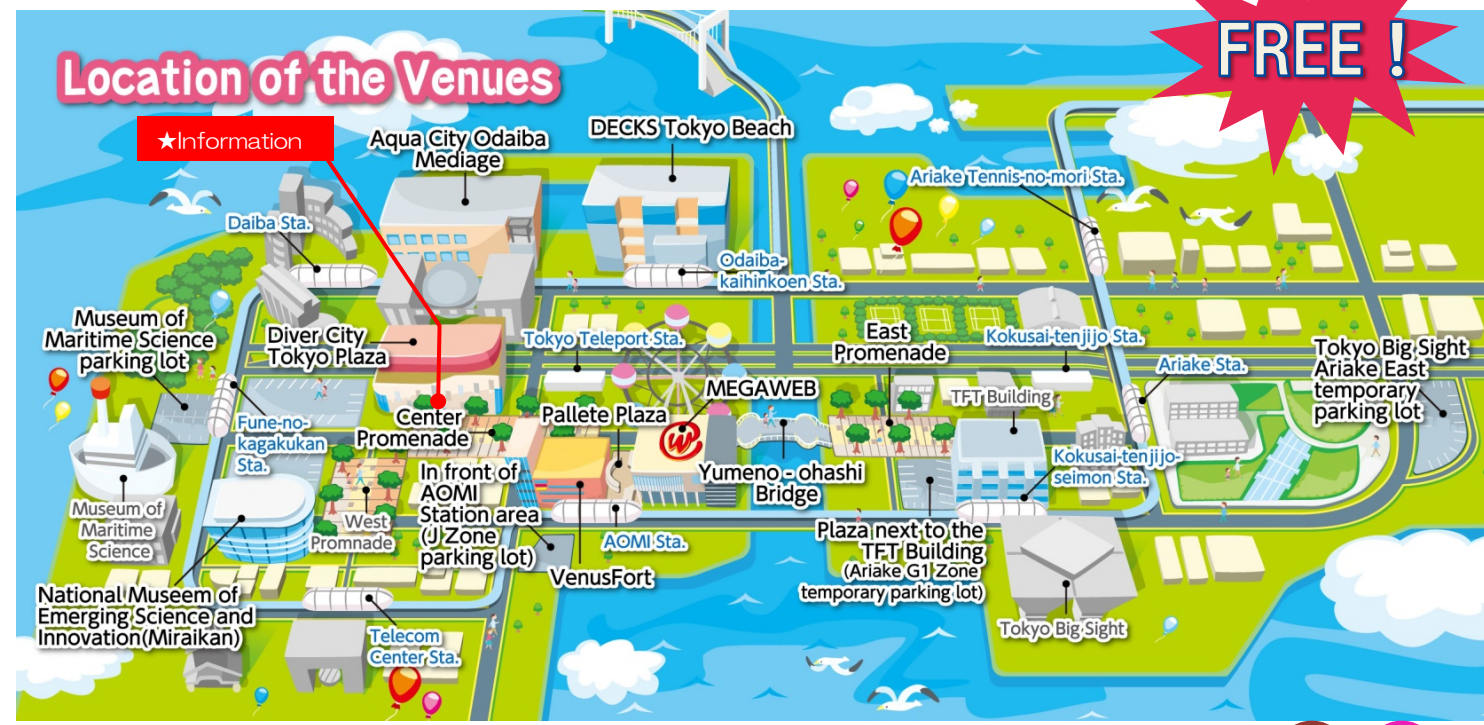 FREE !
Location of the Venues
★Information
Aqua City Odaiba
Mediage
DECKS Tokyo Beach
Ariake Tennis-no-mori Sta.
Daiba Sta.
Odaiba-
kaihinkoen Sta.
Museum of
Maritime Science
parking lot
Diver City
Tokyo Plaza
Tokyo Teleport Sta.
East
Promenade
Kokusai-tenjijo Sta.
Tokyo Big Sight
Ariake East
temporary
parking lot
Ariake Sta.
MEGAWEB
TFT Building
Center
Promenade
Pallete Plaza
Fune-no-
kagakukan
Sta.
In front of
AOMI
Station area
(J Zone
parking lot)
Yumeno - ohashi
Bridge
Kokusai-tenjijo-
seimon Sta.
Museum of
Maritime
Science
West
Promnade
AOMI Sta.
Plaza next to the
TFT Building
(Ariake G1 Zone
temporary parking lot)
VenusFort
National Museem of
Emerging Science and
Innovation(Miraikan)
Telecom
Center Sta.
Tokyo Big Sight